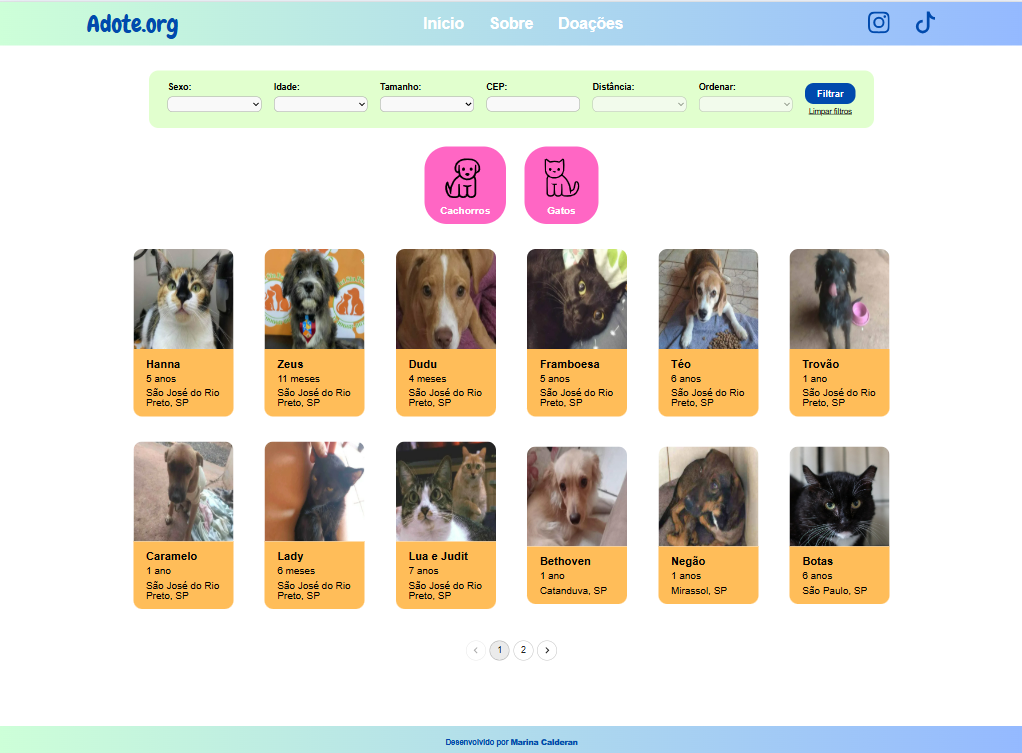 Adote.org
Inicio
Sobre
Doações
Sexo:
Idade:
Tamanho:
CEP:
Distância:
Ordenar:
Filtrar
Limpar filtros
Cachorros
Gatos
Hanna
5 anos
São José do Rio
Preto, SP
Zeus
11 meses
São José do Rio
Preto, SP
Dudu
4 meses
São José do Rio
Preto, SP
Framboesa
5 anos
São José do Rio
Preto, SP
Téo
6 anos
São José do Rio
Preto, SP
Trovão
1 ano
São José do Rio
Preto, SP
Caramelo
1 ano
São José do Rio
Preto, SP
Lady
6 meses
São José do Rio
Preto, SP
Lua e Judit
7 anos
São José do Rio
Preto, SP
Bethoven
1 ano
Catanduva, SP
Negão
1 anos
Mirassol, SP
Botas
6 anos
São Paulo, SP
1
2
Desenvolvido por Marina Calderan